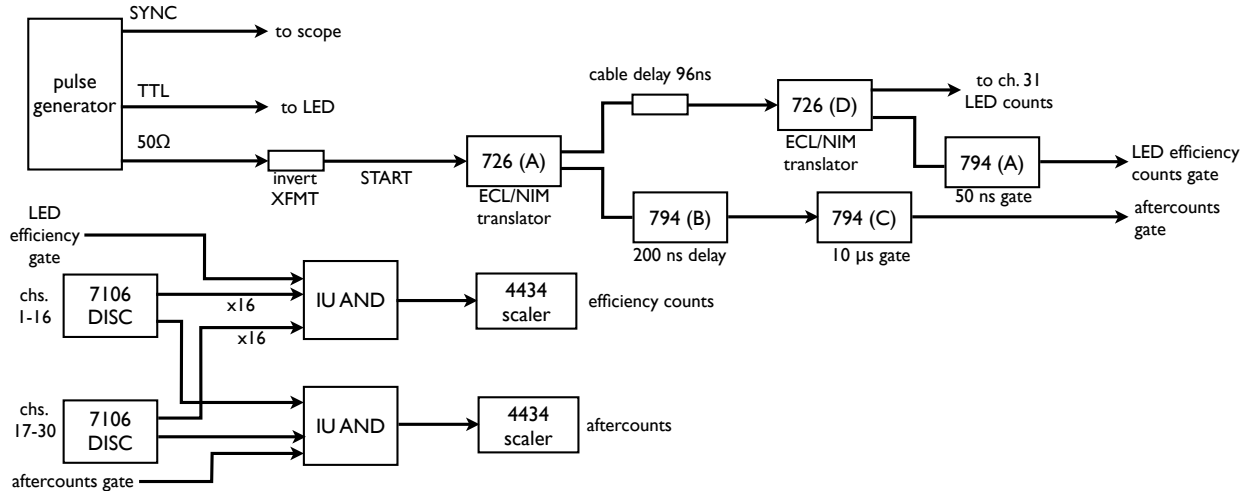 SYNC
to scope
pulse
generator
TTL
to LED
50Ω
invert
XFMT
START
726 (A)
ECL/NIM
translator
cable delay 96ns
726 (D)
ECL/NIM
translator
to ch. 31
LED counts
794 (A)
50 ns gate
LED efficiency
counts gate
794 (B)
200 ns delay
794 (C)
10 μs gate
aftercounts
gate
LED
efficiency
gate
chs.
1-16
7106
DISC
x16
x16
IU AND
4434
scaler
efficiency counts
chs.
17-30
7106
DISC
IU AND
4434
scaler
aftercounts
aftercounts gate